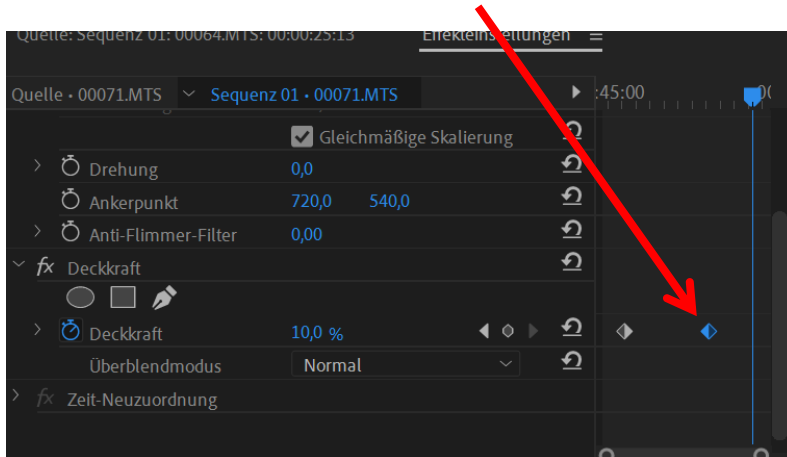 Quelle: Sequenz 01: 00064.MTS: 00:00:25:13 Effekteinstellungen
Quelle • 00071.MTS Sequenz 01 • 00071.MTS :45:00
Gleichmäßige Skalierung
Drehung 0,0
Ankerpunkt 720,0 540,0
Anti-Flimmer-Filter 0,00
fx Deckkraft
Deckkraft 10,0 %
Überblendmodus Normal
fx Zeit-Neuzuordnung